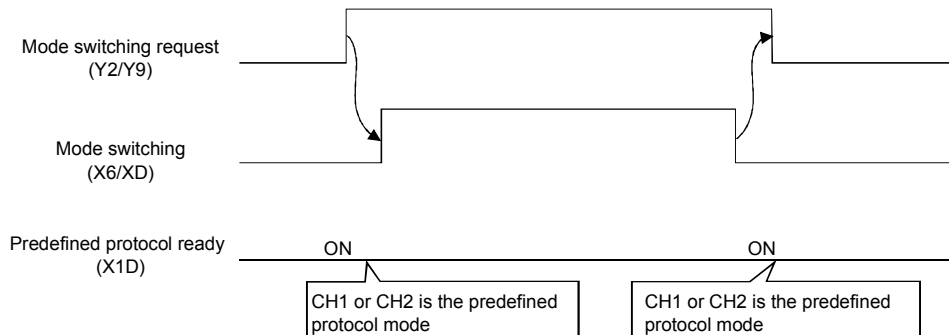 Mode switching request
(Y2/Y9)
Mode switching
(X6/XD)
Predefined protocol ready
(X1D)
ON
ON
CH1 or CH2 is the predefined
protocol mode
CH1 or CH2 is the predefined
protocol mode